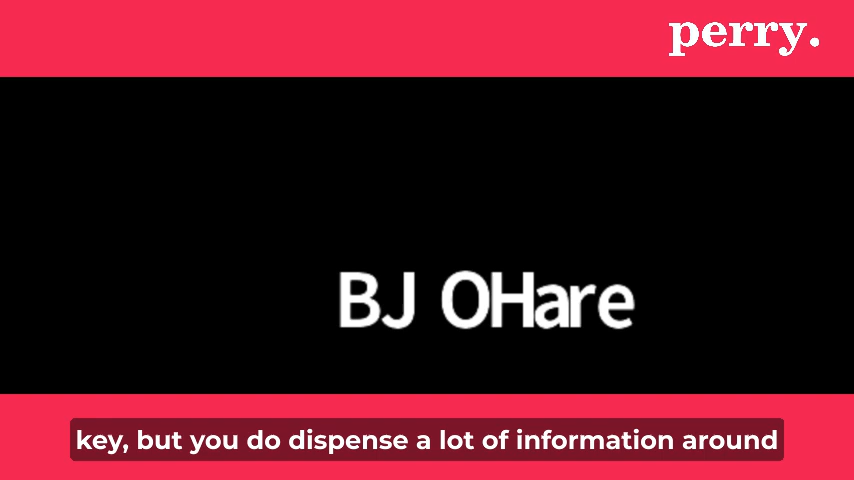 perry.
BJ OHare
key, but you do dispense a lot of information around